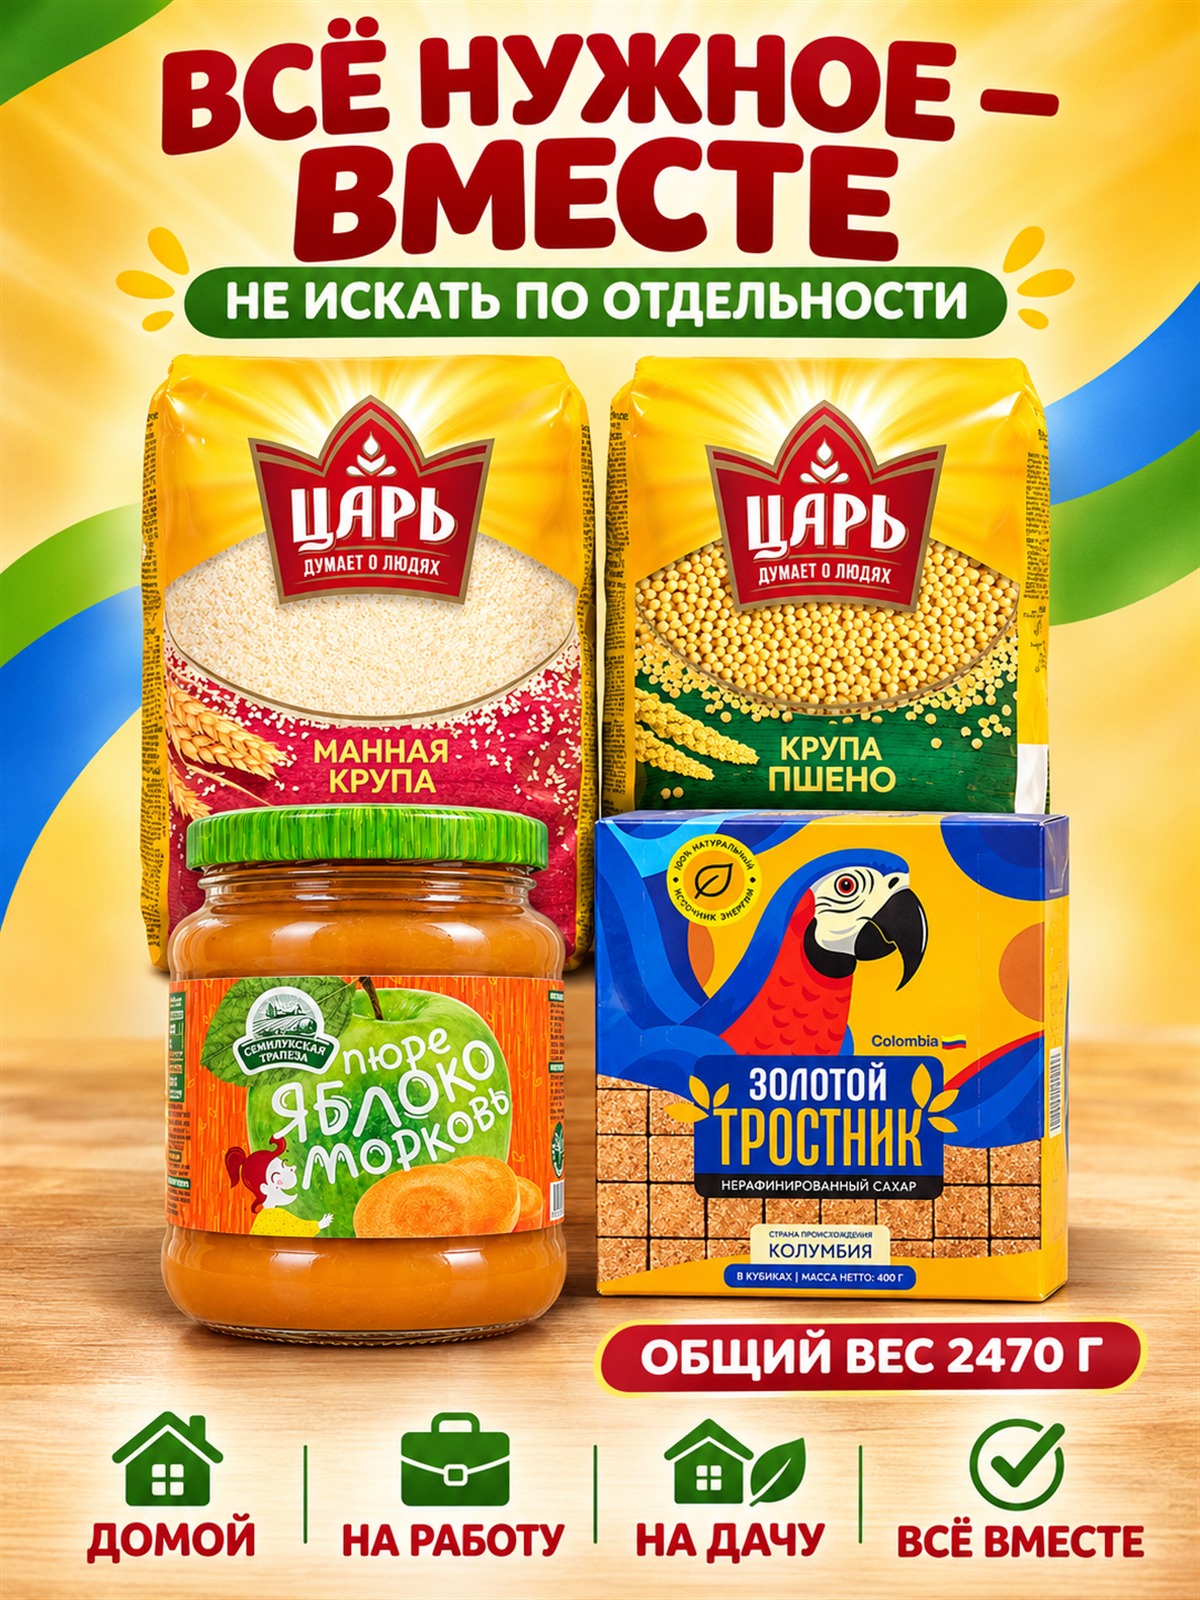 ВСЁ НУЖНОЕ –
ВМЕСТЕ
НЕ ИСКАТЬ ПО ОТДЕЛЬНОСТИ
ЦАРЬ
ДУМАЕТ О ЛЮДЯХ
МАННАЯ
КРУПА
ЦАРЬ
ДУМАЕТ О ЛЮДЯХ
КРУПА
ПШЕНО
СЕМИЛУКСКАЯ
ТРАПЕЗА
ПЮРЕ
ЯБЛОКО
МОРКОВЬ
100% НАТУРАЛЬНЫЙ
ИСТОЧНИК ЭНЕРГИИ
Colombia
ЗОЛОТОЙ
ТРОСТНИК
НЕРАФИНИРОВАННЫЙ САХАР
СТРАНА ПРОИСХОЖДЕНИЯ
КОЛУМБИЯ
В КУБИКАХ | МАССА НЕТТО: 400 Г
ОБЩИЙ ВЕС 2470 Г
ДОМОЙ
НА РАБОТУ
НА ДАЧУ
ВСЁ ВМЕСТЕ